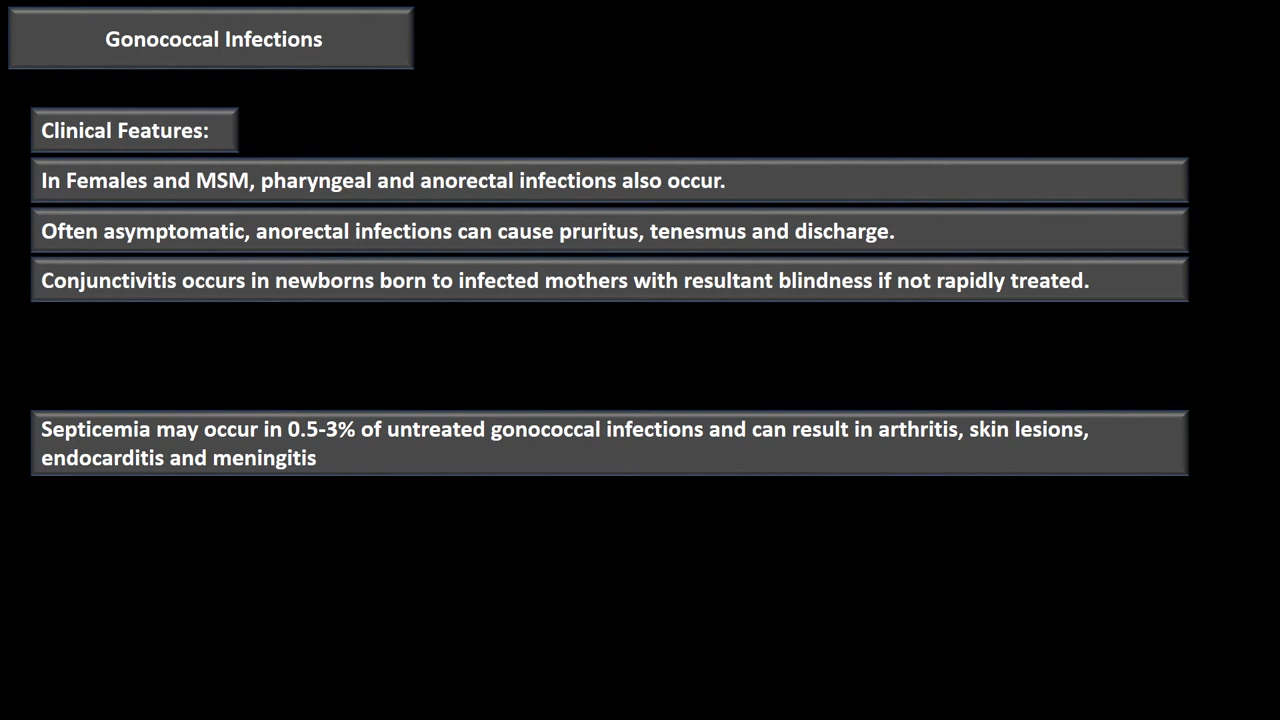 Gonococcal Infections
Clinical Features:
In Females and MSM, pharyngeal and anorectal infections also occur.
Often asymptomatic, anorectal infections can cause pruritus, tenesmus and discharge.
Conjunctivitis occurs in newborns born to infected mothers with resultant blindness if not rapidly treated.
Septicemia may occur in 0.5-3% of untreated gonococcal infections and can result in arthritis, skin lesions,
endocarditis and meningitis